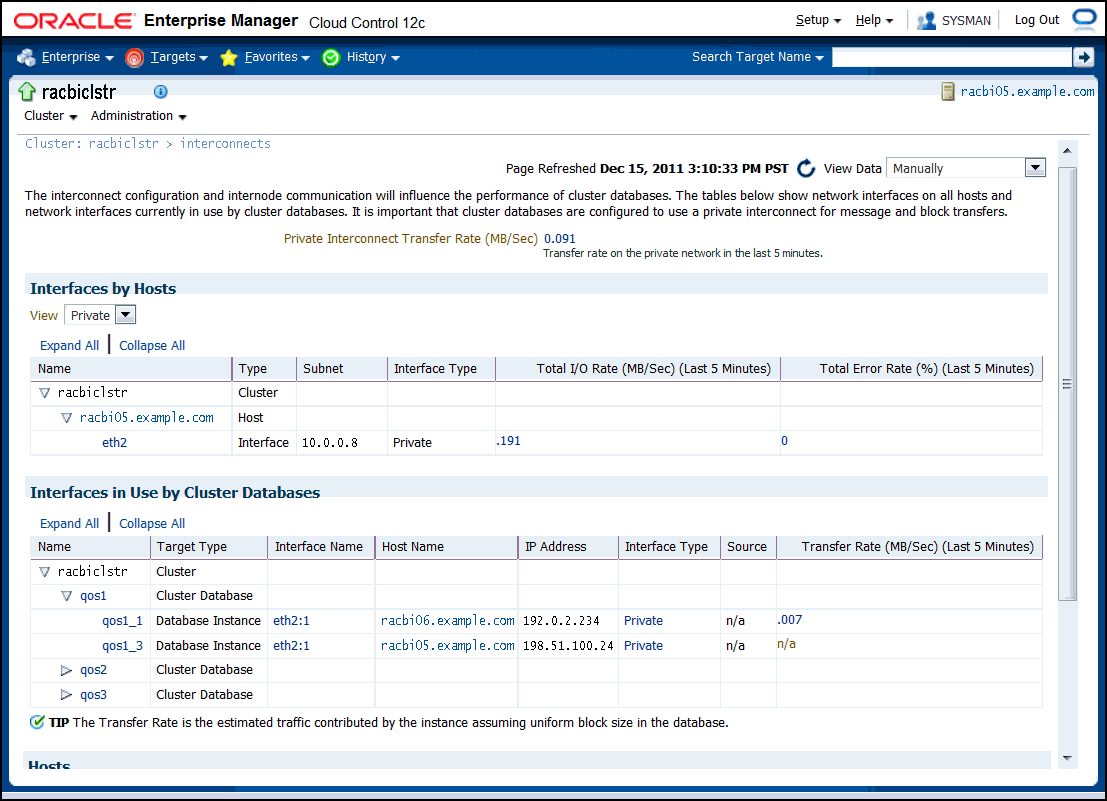 ORACLE Enterprise Manager Cloud Control 12c Setup Help SYSMAN Log Out
Enterprise Targets Favorites History Search Target Name
racbiclstr racbi05.example.com
Cluster Administration
Cluster: racbiclstr > interconnects
Page Refreshed Dec 15, 2011 3:10:33 PM PST View Data Manually
The interconnect configuration and internode communication will influence the performance of cluster databases. The tables below show network interfaces on all hosts and
network interfaces currently in use by cluster databases. It is important that cluster databases are configured to use a private interconnect for message and block transfers.
Private Interconnect Transfer Rate (MB/Sec) 0.091
Transfer rate on the private network in the last 5 minutes.
Interfaces by Hosts
View Private
Expand All | Collapse All
Name Type Subnet Interface Type Total I/O Rate (MB/Sec) (Last 5 Minutes) Total Error Rate (%) (Last 5 Minutes)
racbiclstr Cluster
racbi05.example.com Host
eth2 Interface 10.0.0.8 Private .191 0
Interfaces in Use by Cluster Databases
Expand All | Collapse All
Name Target Type Interface Name Host Name IP Address Interface Type Source Transfer Rate (MB/Sec) (Last 5 Minutes)
racbiclstr Cluster
qos1 Cluster Database
qos1_1 Database Instance eth2:1 racbi06.example.com 192.0.2.234 Private n/a .007
qos1_3 Database Instance eth2:1 racbi05.example.com 198.51.100.24 Private n/a n/a
qos2 Cluster Database
qos3 Cluster Database
TIP The Transfer Rate is the estimated traffic contributed by the instance assuming uniform block size in the database.
Hosts